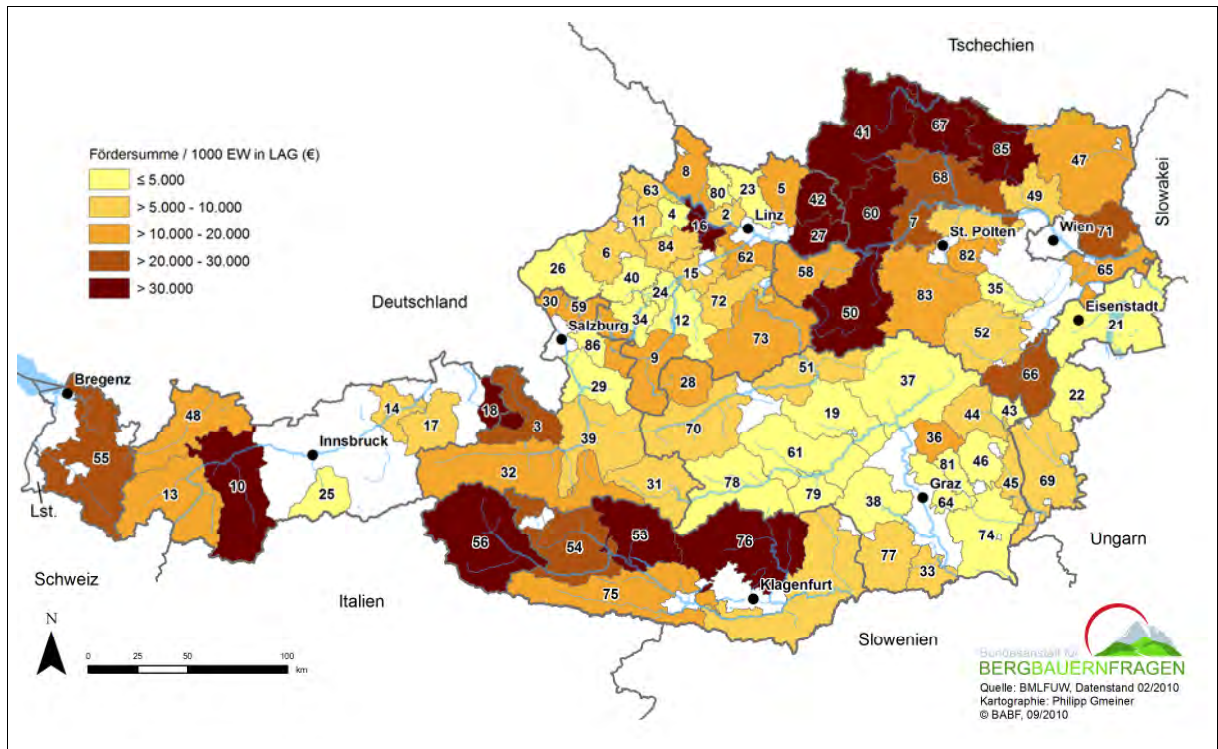 Tschechien
Fördersumme / 1000 EW in LAG (€)
≤ 5.000
> 5.000 - 10.000
> 10.000 - 20.000
> 20.000 - 30.000
> 30.000
41
67
85
47
8
68
49
63
80
23
5
42
11
4
2
Linz
16
60
7
27
St. Pölten
Wien
71
Slowakei
6
84
62
82
26
40
15
58
65
Deutschland
24
72
83
35
30
59
50
Eisenstadt
21
Salzburg
34
12
73
52
86
9
Bregenz
29
28
51
37
66
48
18
22
14
17
3
19
44
43
Innsbruck
39
70
36
55
10
32
61
81
46
13
25
31
78
79
38
Graz
64
45
69
Lst.
56
54
53
76
74
Ungarn
77
33
Schweiz
75
Klagenfurt
Italien
Slowenien
N
0 25 50 100
km
Bundesanstalt für
BERGBAUERNFRAGEN
Quelle: BMLFUW, Datenstand 02/2010
Kartographie: Philipp Gmeiner
© BABF, 09/2010